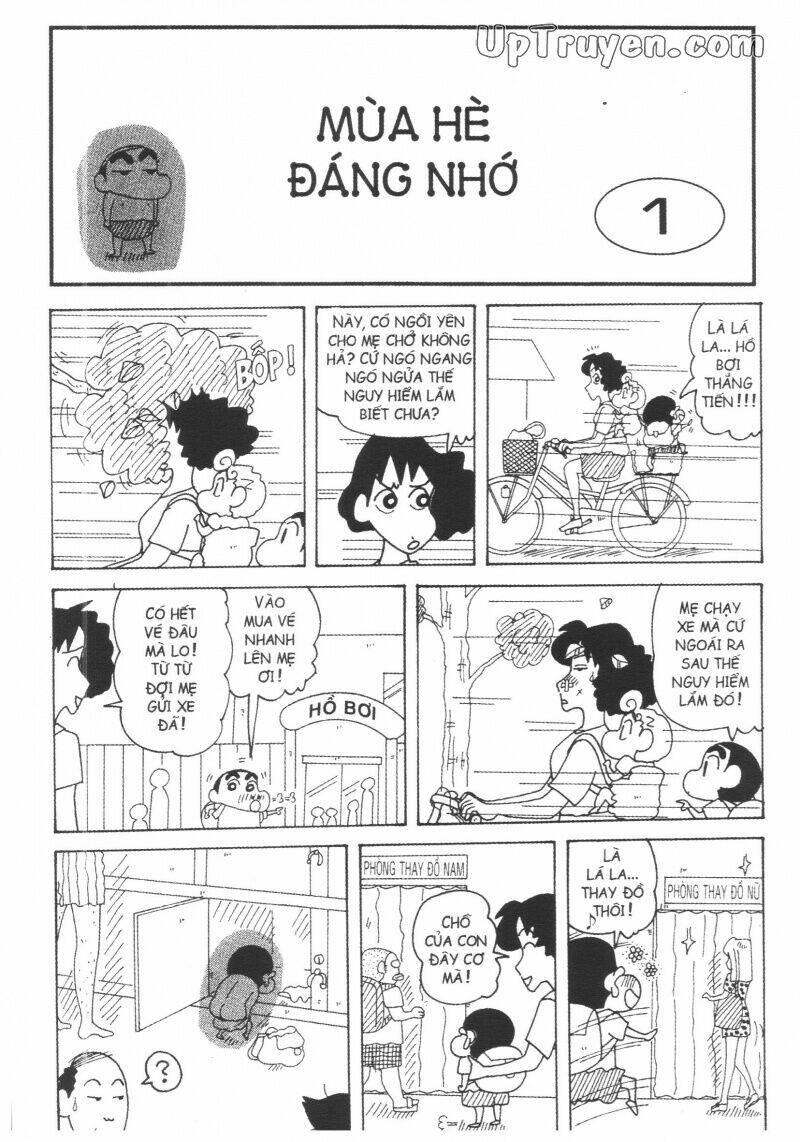 UpTruyen.com
MÙA HÈ
ĐÁNG NHỚ
1
LÀ LÁ
LA... HỒ
BƠI
THẲNG
TIẾN!!!
NÀY, CÓ NGỒI YÊN
CHO MẸ CHỞ KHÔNG
HẢ? CỨ NGÓ NGANG
NGÓ NGỬA THẾ
NGUY HIỂM LẮM
BIẾT CHƯA?
BỐP!
MẸ CHẠY
XE MÀ CỨ
NGOÁI RA
SAU THẾ
NGUY HIỂM
LẮM ĐÓ!
VÀO
MUA VÉ
NHANH
LÊN MẸ
ƠI!
HỒ BƠI
CÓ HẾT
VÉ ĐÂU
MÀ LO!
TỪ TỪ
ĐỢI MẸ
GỬI XE
ĐÃ!
LÀ
LÁ LA...
THAY ĐỒ
THÔI!
PHÒNG THAY ĐỒ NỮ
PHÒNG THAY ĐỒ NAM
CHỖ
CỦA CON
ĐÂY CƠ
MÀ!
?